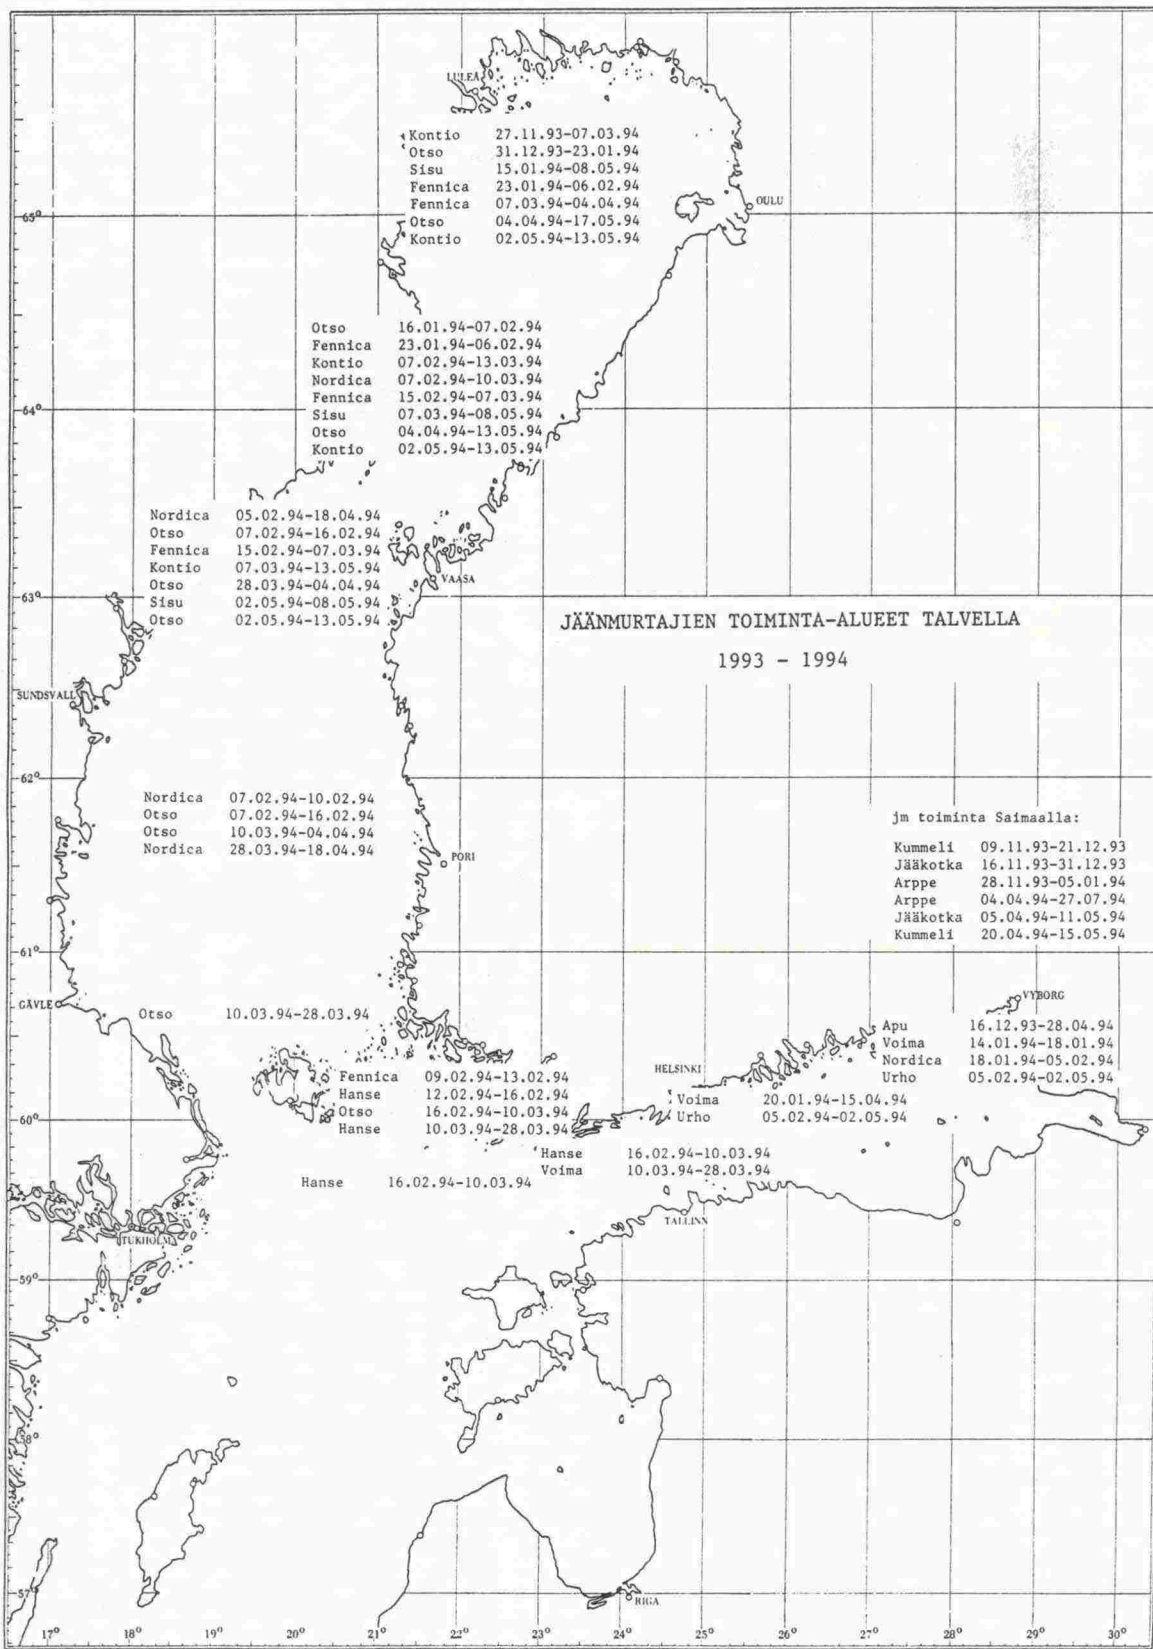 LULEÅ
Kontio 27.11.93-07.03.94
Otso 31.12.93-23.01.94
Sisu 15.01.94-08.05.94
Fennica 23.01.94-06.02.94
Fennica 07.03.94-04.04.94
Otso 04.04.94-17.05.94
Kontio 02.05.94-13.05.94
OULU
65°
Otso 16.01.94-07.02.94
Fennica 23.01.94-06.02.94
Kontio 07.02.94-13.03.94
Nordica 07.02.94-10.03.94
Fennica 15.02.94-07.03.94
Sisu 07.03.94-08.05.94
Otso 04.04.94-13.05.94
Kontio 02.05.94-13.05.94
64°
Nordica 05.02.94-18.04.94
Otso 07.02.94-16.02.94
Fennica 15.02.94-07.03.94
Kontio 07.03.94-13.05.94
Otso 28.03.94-04.04.94
Sisu 02.05.94-08.05.94
Otso 02.05.94-13.05.94
VAASA
63°
JÄÄNMURTAJIEN TOIMINTA-ALUEET TALVELLA
1993 - 1994
SUNDSVALL
62°
Nordica 07.02.94-10.02.94
Otso 07.02.94-16.02.94
Otso 10.03.94-04.04.94
Nordica 28.03.94-18.04.94
PORI
jm toiminta Saimaalla:
Kummeli 09.11.93-21.12.93
Jääkotka 16.11.93-31.12.93
Arppe 28.11.93-05.01.94
Arppe 04.04.94-27.07.94
Jääkotka 05.04.94-11.05.94
Kummeli 20.04.94-15.05.94
61°
GÄVLE
Otso 10.03.94-28.03.94
VYBORG
Apu 16.12.93-28.04.94
Voima 14.01.94-18.01.94
Nordica 18.01.94-05.02.94
Urho 05.02.94-02.05.94
HELSINKI
Fennica 09.02.94-13.02.94
Hanse 12.02.94-16.02.94
Otso 16.02.94-10.03.94
Hanse 10.03.94-28.03.94
Voima 20.01.94-15.04.94
Urho 05.02.94-02.05.94
60°
Hanse 16.02.94-10.03.94
Voima 10.03.94-28.03.94
Hanse 16.02.94-10.03.94
TALLINN
TUKHOLMA
59°
58°
57°
RIGA
17° 18° 19° 20° 21° 22° 23° 24° 25° 26° 27° 28° 29° 30°